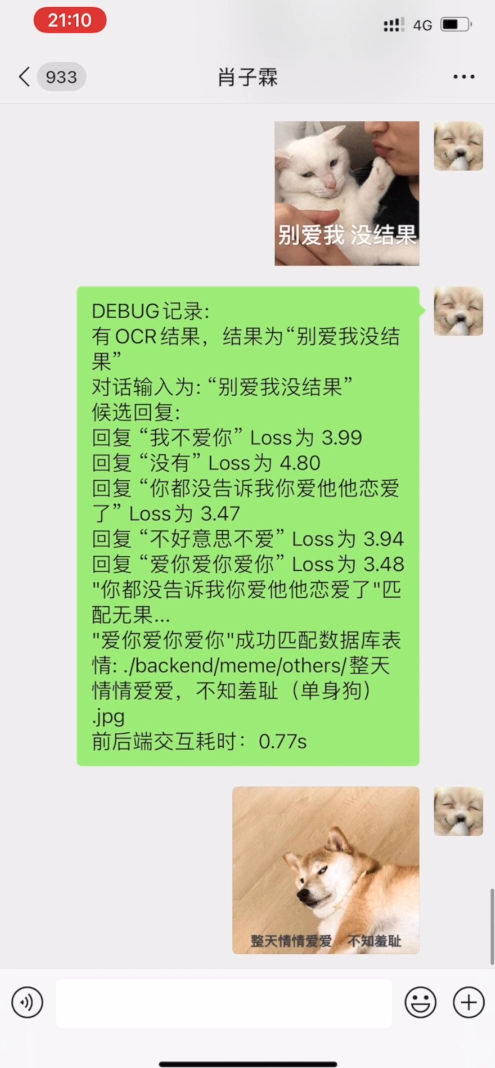 21:10
4G
933
肖子霖
别爱我 没结果
DEBUG记录:
有OCR结果，结果为“别爱我没结
果”
对话输入为: “别爱我没结果”
候选回复:
回复 “我不爱你” Loss为 3.99
回复 “没有” Loss为 4.80
回复 “你都没告诉我你爱他他恋爱
了” Loss为 3.47
回复 “不好意思不爱” Loss为 3.94
回复 “爱你爱你爱你” Loss为 3.48
"你都没告诉我你爱他他恋爱了"匹
配无果...
"爱你爱你爱你"成功匹配数据库表
情: ./backend/meme/others/整天
情情爱爱，不知羞耻（单身狗）
.jpg
前后端交互耗时：0.77s
整天情情爱爱 不知羞耻